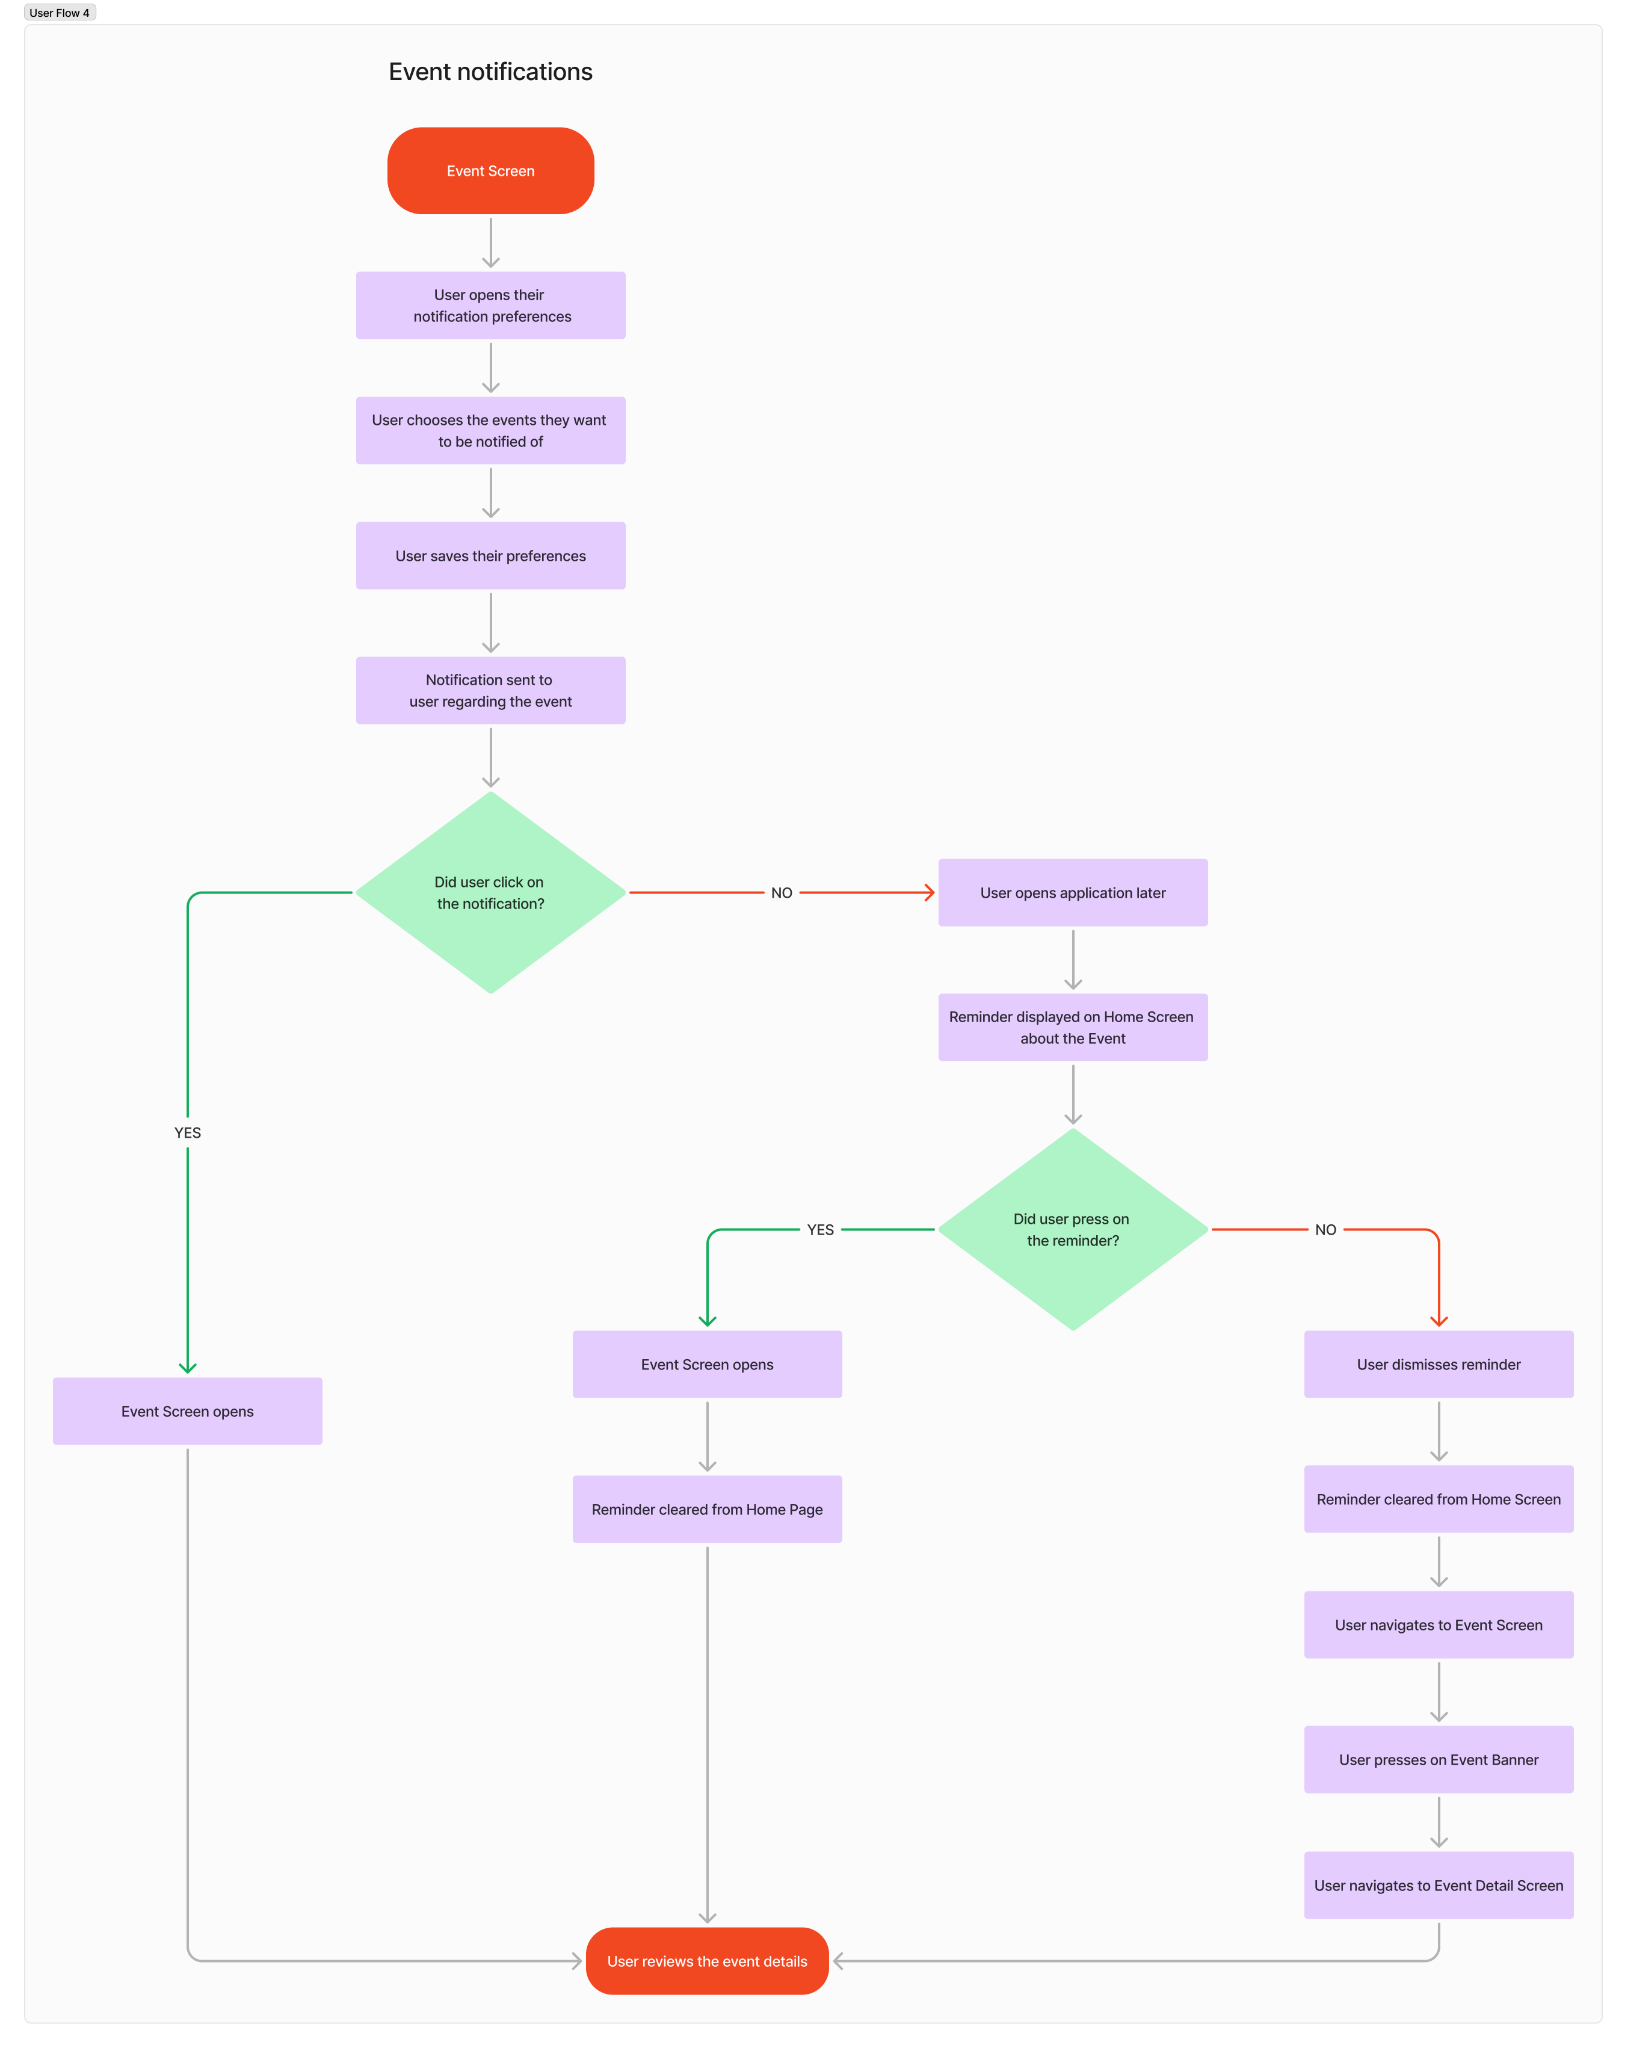 User Flow 4
Event notifications
Event Screen
User opens their
notification preferences
User chooses the events they want
to be notified of
User saves their preferences
Notification sent to
user regarding the event
Did user click on
the notification?
NO
User opens application later
Reminder displayed on Home Screen
about the Event
YES
Did user press on
the reminder?
YES
NO
Event Screen opens
Event Screen opens
User dismisses reminder
Reminder cleared from Home Page
Reminder cleared from Home Screen
User navigates to Event Screen
User presses on Event Banner
User navigates to Event Detail Screen
User reviews the event details